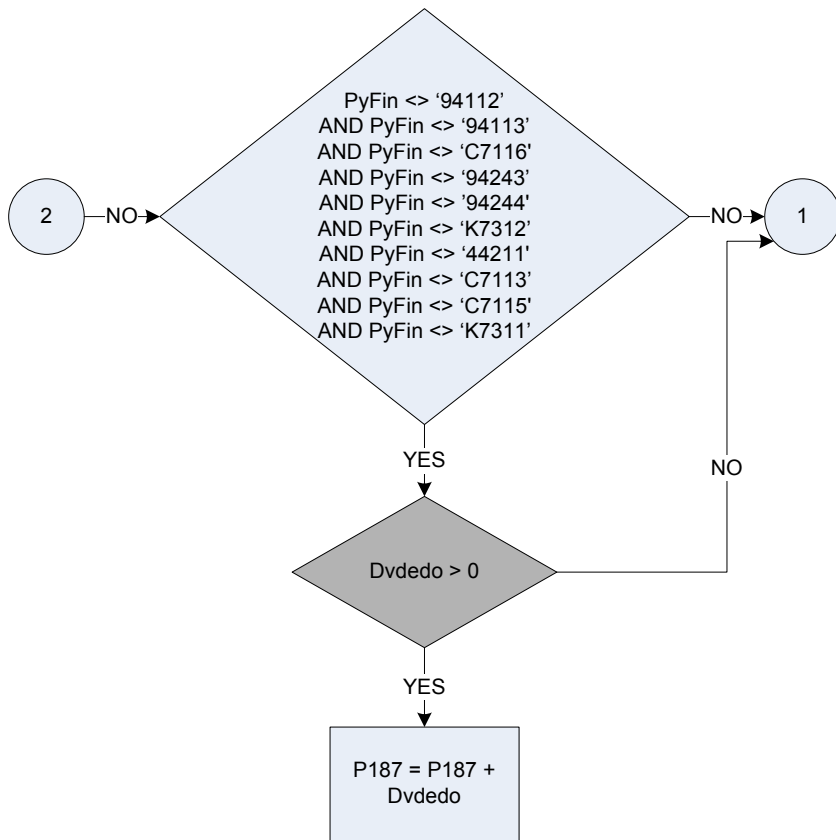 PyFin <> ‘94112’
AND PyFin <> ‘94113’
AND PyFin <> ‘C7116'
AND PyFin <> ‘94243’
AND PyFin <> ’94244'
AND PyFin <> ‘K7312’
AND PyFin <> ‘44211'
AND PyFin <> ‘C7113’
AND PyFin <> ‘C7115'
AND PyFin <> ‘K7311’
2
NO
NO
1
YES
NO
Dvdedo > 0
YES
P187 = P187 +
Dvdedo